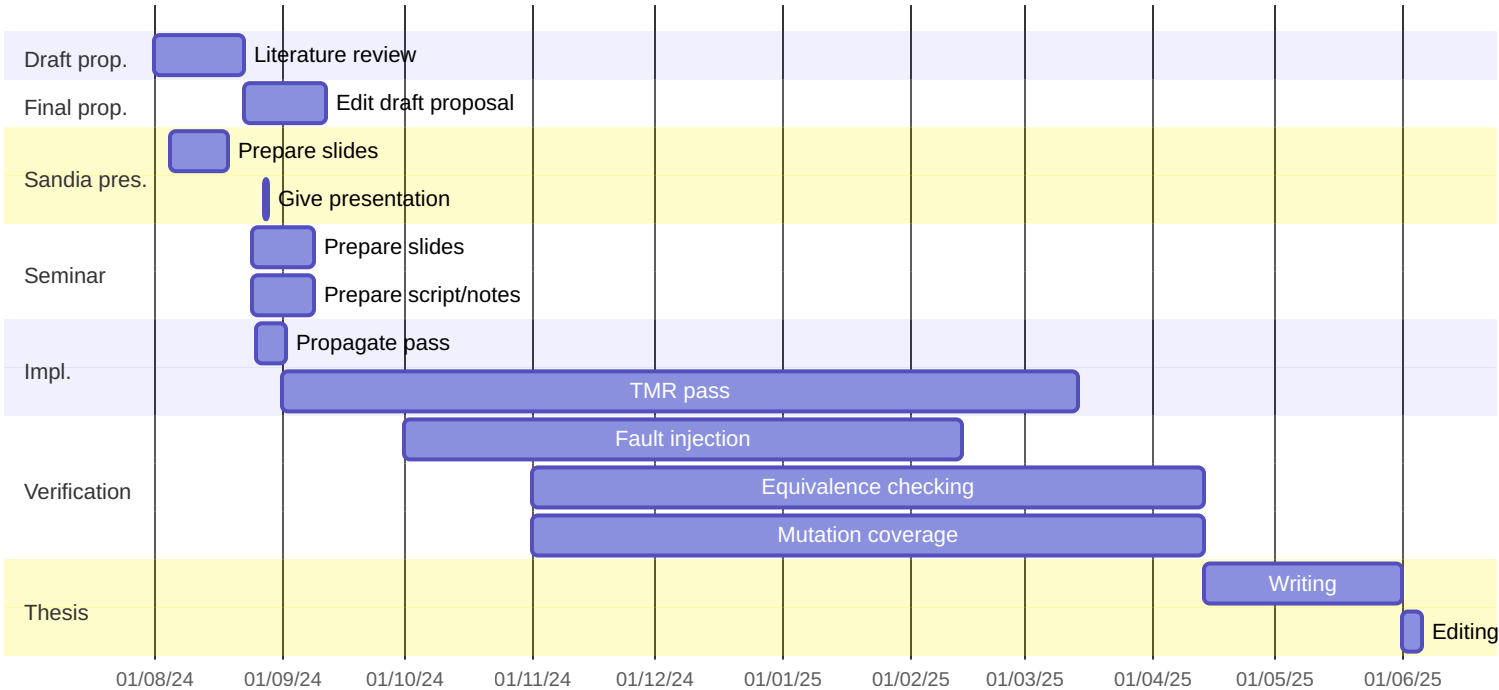 Draft prop.
Literature review
Final prop.
Edit draft proposal
Sandia pres.
Prepare slides
Give presentation
Seminar
Prepare slides
Prepare script/notes
Impl.
Propagate pass
TMR pass
Verification
Fault injection
Equivalence checking
Mutation coverage
Thesis
Writing
Editing
01/08/24 01/09/24 01/10/24 01/11/24 01/12/24 01/01/25 01/02/25 01/03/25 01/04/25 01/05/25 01/06/25